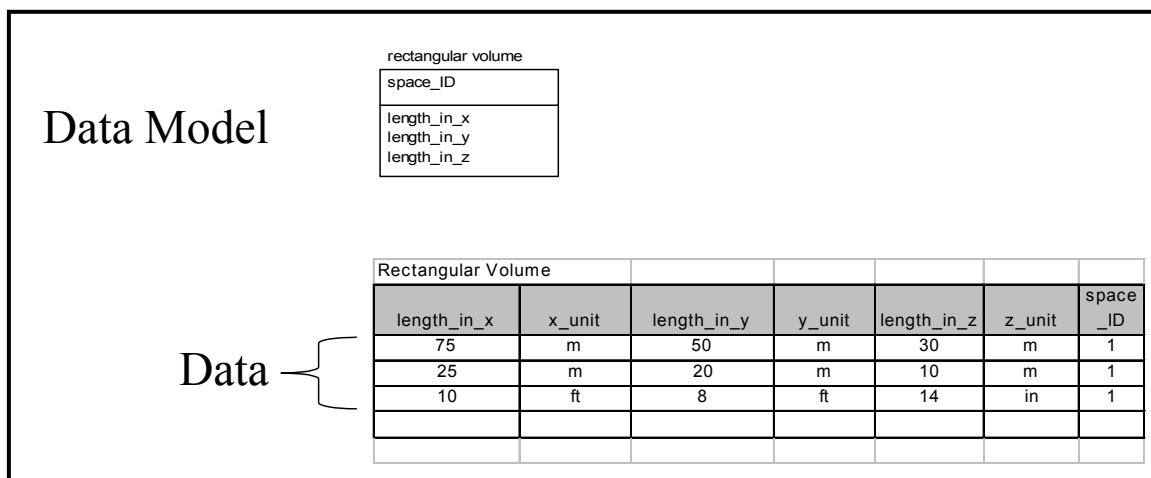 rectangular volume
space_ID
Data Model
length_in_x
length_in_y
length_in_z
Rectangular Volume
length_in_x x_unit length_in_y y_unit length_in_z z_unit space
_ID
75 m 50 m 30 m 1
25 m 20 m 10 m 1
10 ft 8 ft 14 in 1
Data